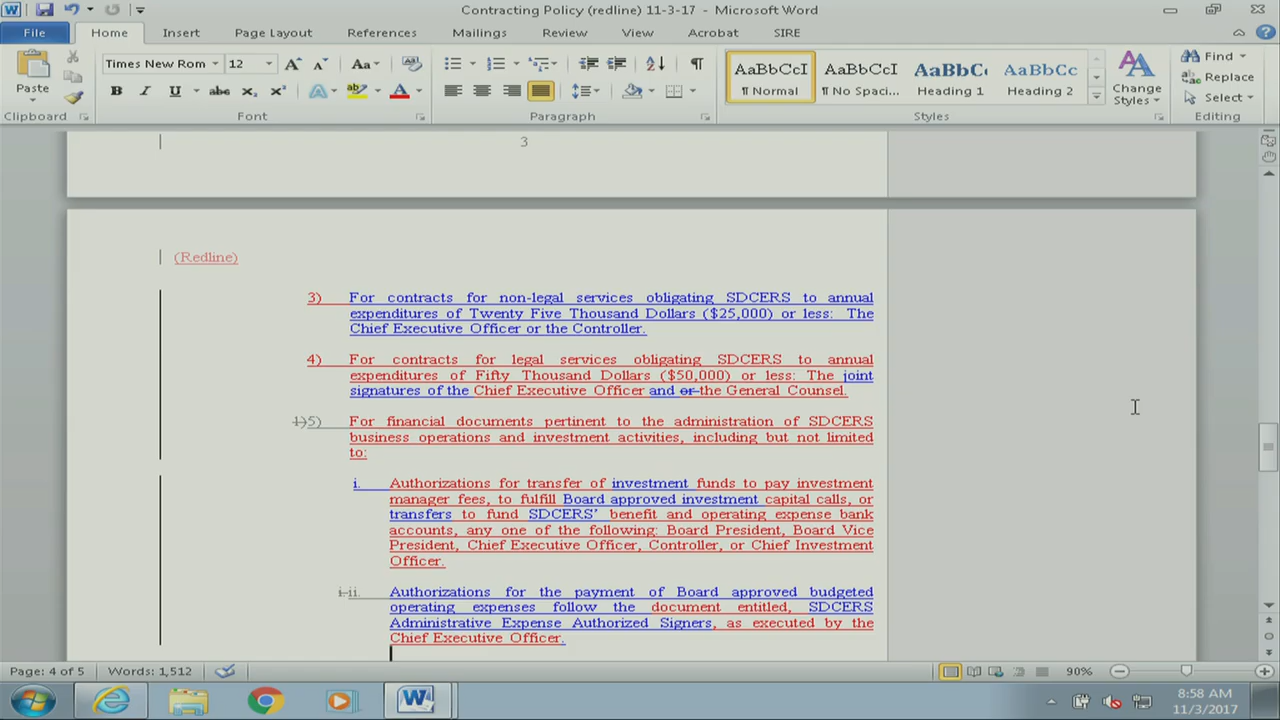 Contracting Policy (redline) 11-3-17 - Microsoft Word
File Home Insert Page Layout References Mailings Review View Acrobat SIRE
Times New Rom 12 Aa AaBbCcI AaBbCcI AaBbC AaBbCc Find
Paste B I U abc x₂ x² A ¶ Normal ¶ No Spaci... Heading 1 Heading 2 Change Styles Replace
Select
Clipboard Font Paragraph Styles Editing
3
(Redline)
3) For contracts for non-legal services obligating SDCERS to annual
expenditures of Twenty Five Thousand Dollars ($25,000) or less: The
Chief Executive Officer or the Controller.
4) For contracts for legal services obligating SDCERS to annual
expenditures of Fifty Thousand Dollars ($50,000) or less: The joint
signatures of the Chief Executive Officer and or the General Counsel.
1)5) For financial documents pertinent to the administration of SDCERS
business operations and investment activities, including but not limited
to:
i. Authorizations for transfer of investment funds to pay investment
manager fees, to fulfill Board approved investment capital calls, or
transfers to fund SDCERS’ benefit and operating expense bank
accounts, any one of the following: Board President, Board Vice
President, Chief Executive Officer, Controller, or Chief Investment
Officer.
i.ii. Authorizations for the payment of Board approved budgeted
operating expenses follow the document entitled, SDCERS
Administrative Expense Authorized Signers, as executed by the
Chief Executive Officer.
Page: 4 of 5 Words: 1,512 90%
8:58 AM
11/3/2017